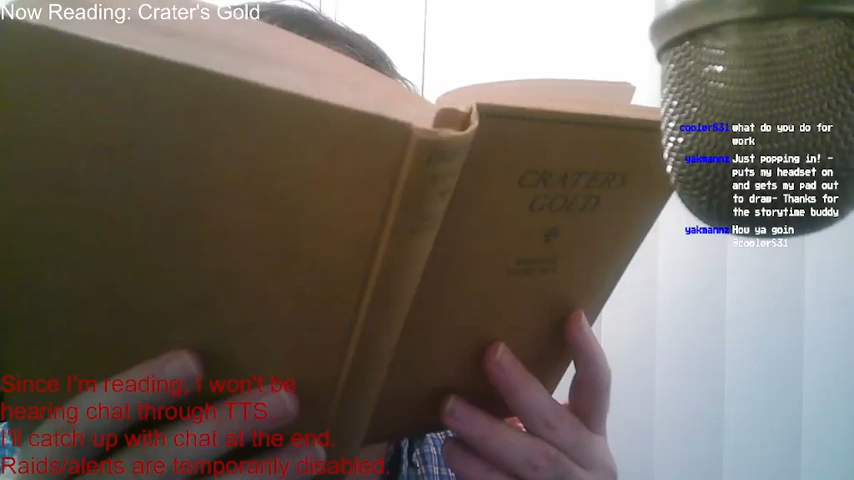 Now Reading: Crater's Gold
CRATER'S
GOLD
cooler531 what do you do for
work
yakmannz Just popping in! -
puts my headset on
and gets my pad out
to draw- Thanks for
the storytime buddy
yakmannz How ya goin
@cooler531
Since I'm reading, I won't be
hearing chat through TTS.
I'll catch up with chat at the end.
Raids/alerts are temporarily disabled.